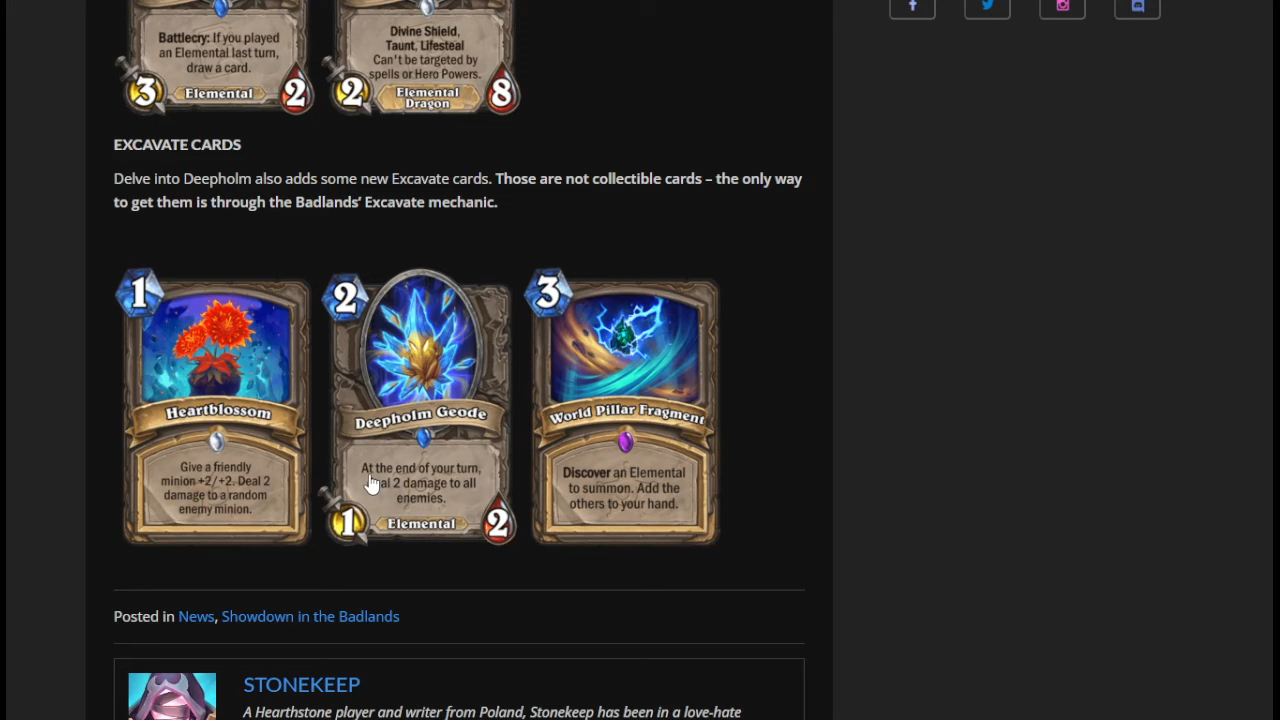 Battlecry: If you played
an Elemental last turn,
draw a card.
3 Elemental 2
Divine Shield,
Taunt, Lifesteal
Can't be targeted by
spells or Hero Powers.
2 Elemental 8
Dragon
EXCAVATE CARDS
Delve into Deepholm also adds some new Excavate cards. Those are not collectible cards – the only way
to get them is through the Badlands' Excavate mechanic.
1
Heartblossom
Give a friendly
minion +2/+2. Deal 2
damage to a random
enemy minion.
2
Deepholm Geode
At the end of your turn,
2 damage to all
enemies.
1 Elemental 2
3
World Pillar Fragment
Discover an Elemental
to summon. Add the
others to your hand.
Posted in News, Showdown in the Badlands
STONEKEEP
A Hearthstone player and writer from Poland, Stonekeep has been in a love-hate